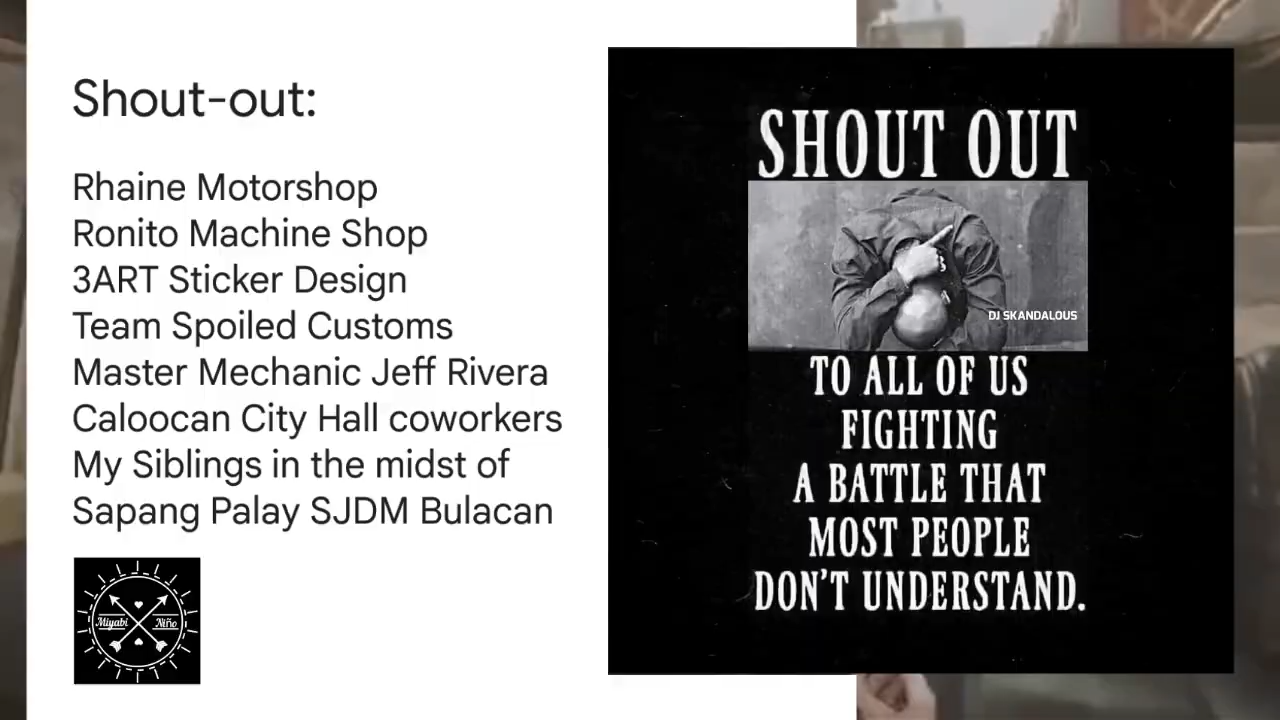 Shout-out:
Rhaine Motorshop
Ronito Machine Shop
3ART Sticker Design
Team Spoiled Customs
Master Mechanic Jeff Rivera
Caloocan City Hall coworkers
My Siblings in the midst of
Sapang Palay SJDM Bulacan
Miyabi Niño
SHOUT OUT
DJ SKANDALOUS
TO ALL OF US
FIGHTING
A BATTLE THAT
MOST PEOPLE
DON'T UNDERSTAND.